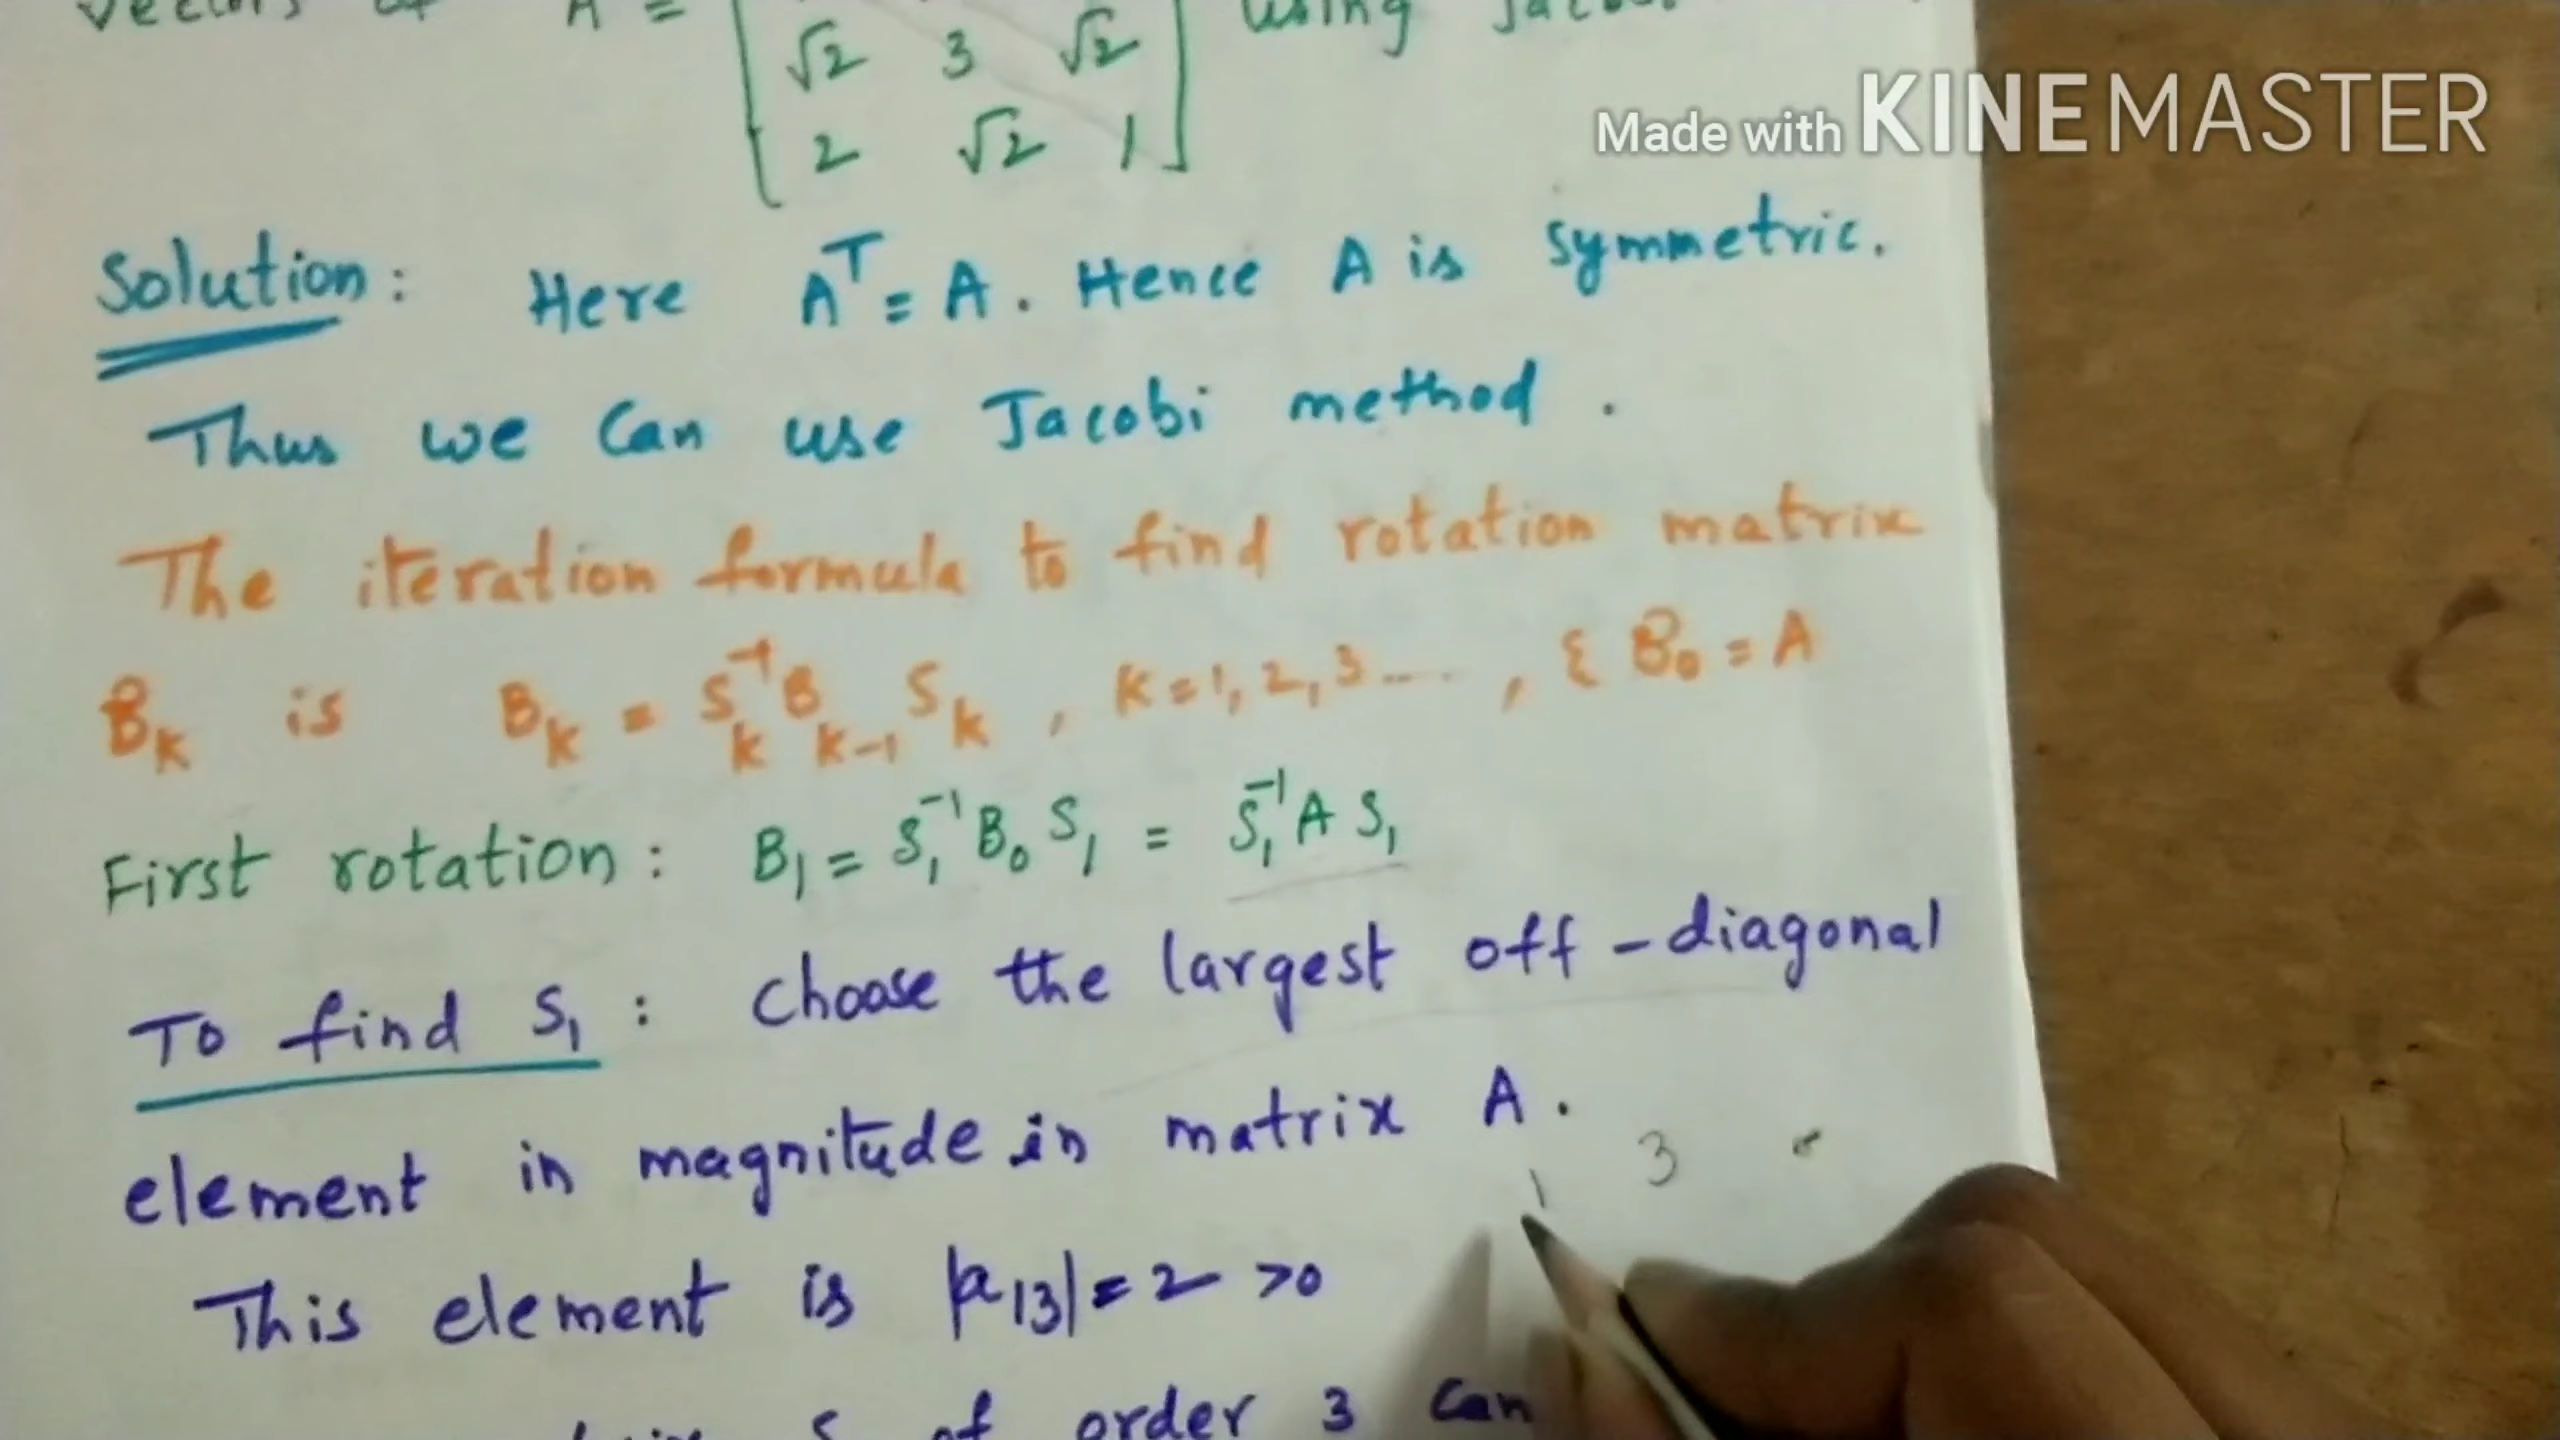 A =
√2 3 √2 using
2 √2 1
Made with KINEMASTER
Solution: Here Aᵀ = A. Hence A is symmetric.
Thus we can use Jacobi method.
The iteration formula to find rotation matrix
Bₖ is Bₖ = Sₖ⁻¹ Bₖ₋₁ Sₖ, K = 1, 2, 3 ...., { B₀ = A
First rotation: B₁ = S₁⁻¹ B₀ S₁ = S₁⁻¹ A S₁
To find S₁: choose the largest off-diagonal
element in magnitude in matrix A.
1 3
This element is |a₁₃| = 2 >0
of order 3 can